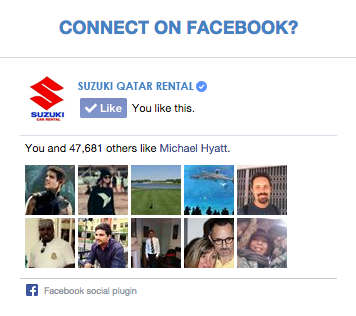 CONNECT ON FACEBOOK?
SUZUKI QATAR RENTAL
SUZUKI
CAR RENTAL
Like You like this.
You and 47,681 others like Michael Hyatt.
Facebook social plugin